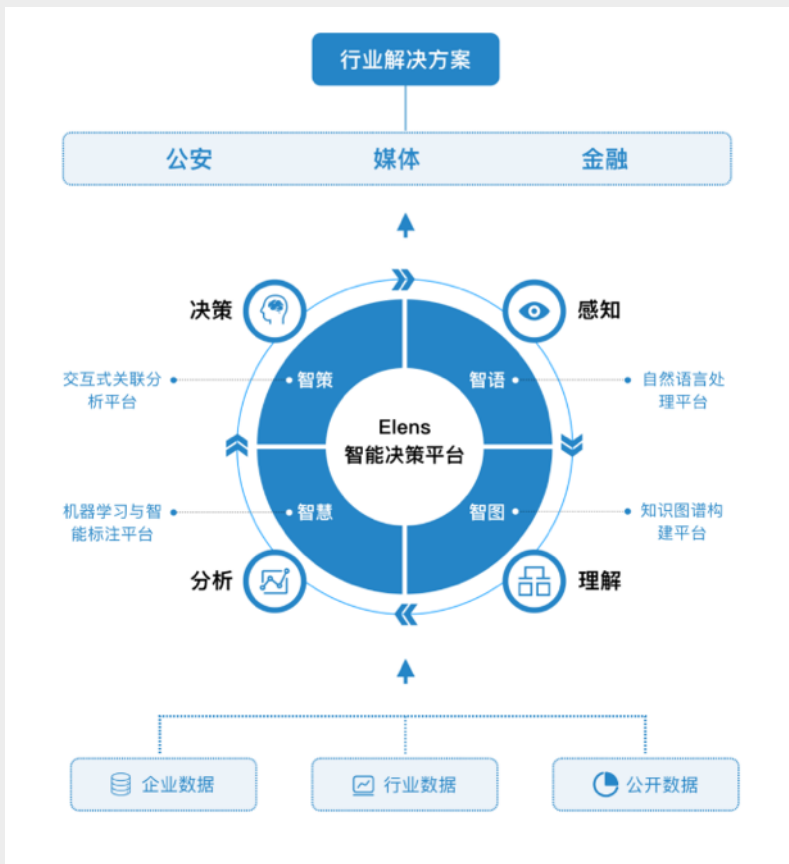 行业解决方案
公安
媒体
金融
决策
感知
交互式关联分
析平台
智策
智语
自然语言处
理平台
Elens
智能决策平台
机器学习与智
能标注平台
智慧
智图
知识图谱构
建平台
分析
理解
企业数据
行业数据
公开数据